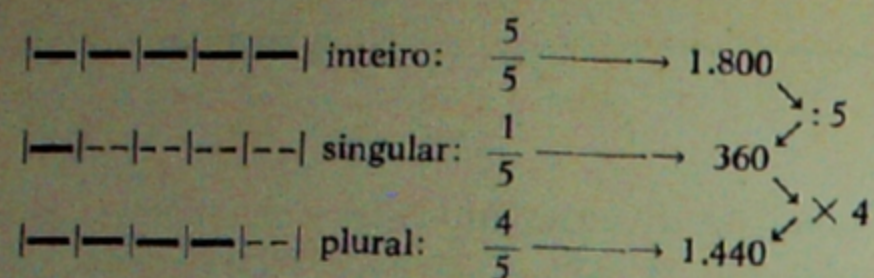 inteiro: 5/5 → 1.800
: 5
singular: 1/5 → 360
× 4
plural: 4/5 → 1.440